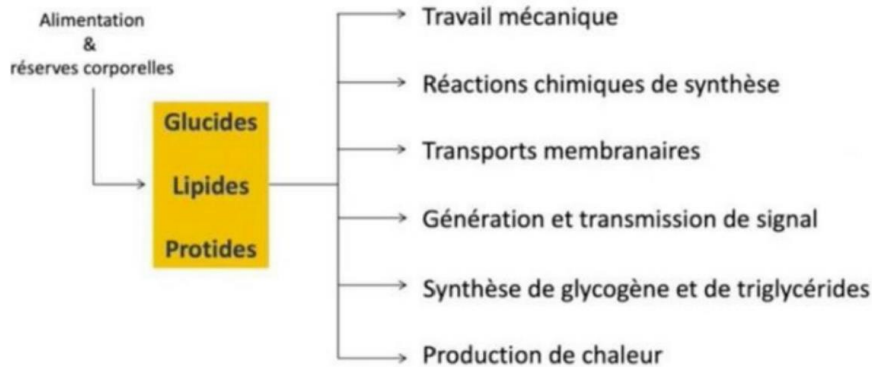 Alimentation
&
réserves corporelles
Glucides
Lipides
Protides
Travail mécanique
Réactions chimiques de synthèse
Transports membranaires
Génération et transmission de signal
Synthèse de glycogène et de triglycérides
Production de chaleur